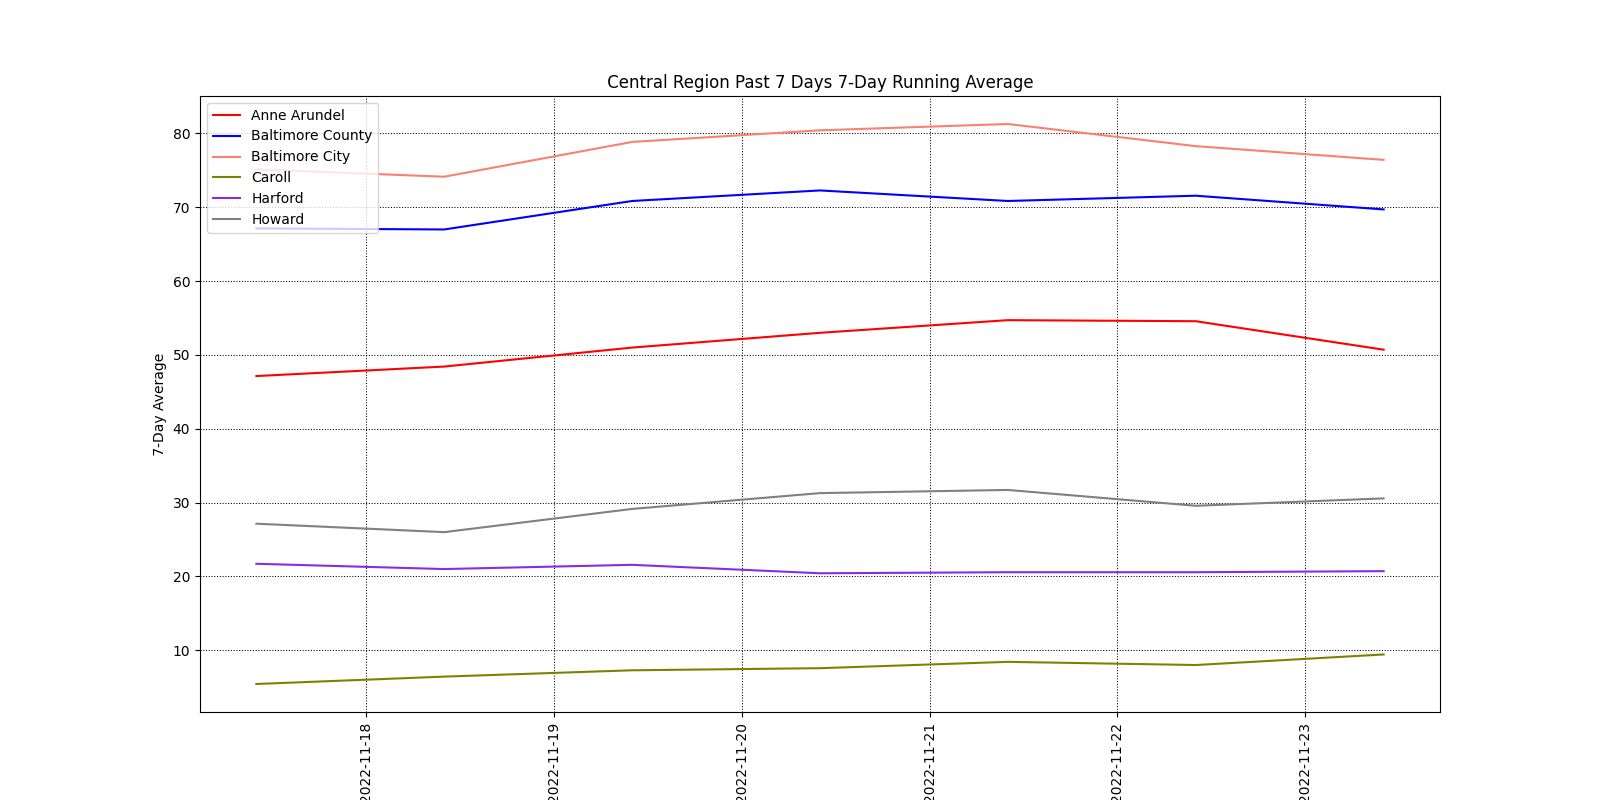 Central Region Past 7 Days 7-Day Running Average
Anne Arundel
Baltimore County
Baltimore City
Caroll
Harford
Howard
80
70
60
50
40
30
20
10
7-Day Average
2022-11-18
2022-11-19
2022-11-20
2022-11-21
2022-11-22
2022-11-23